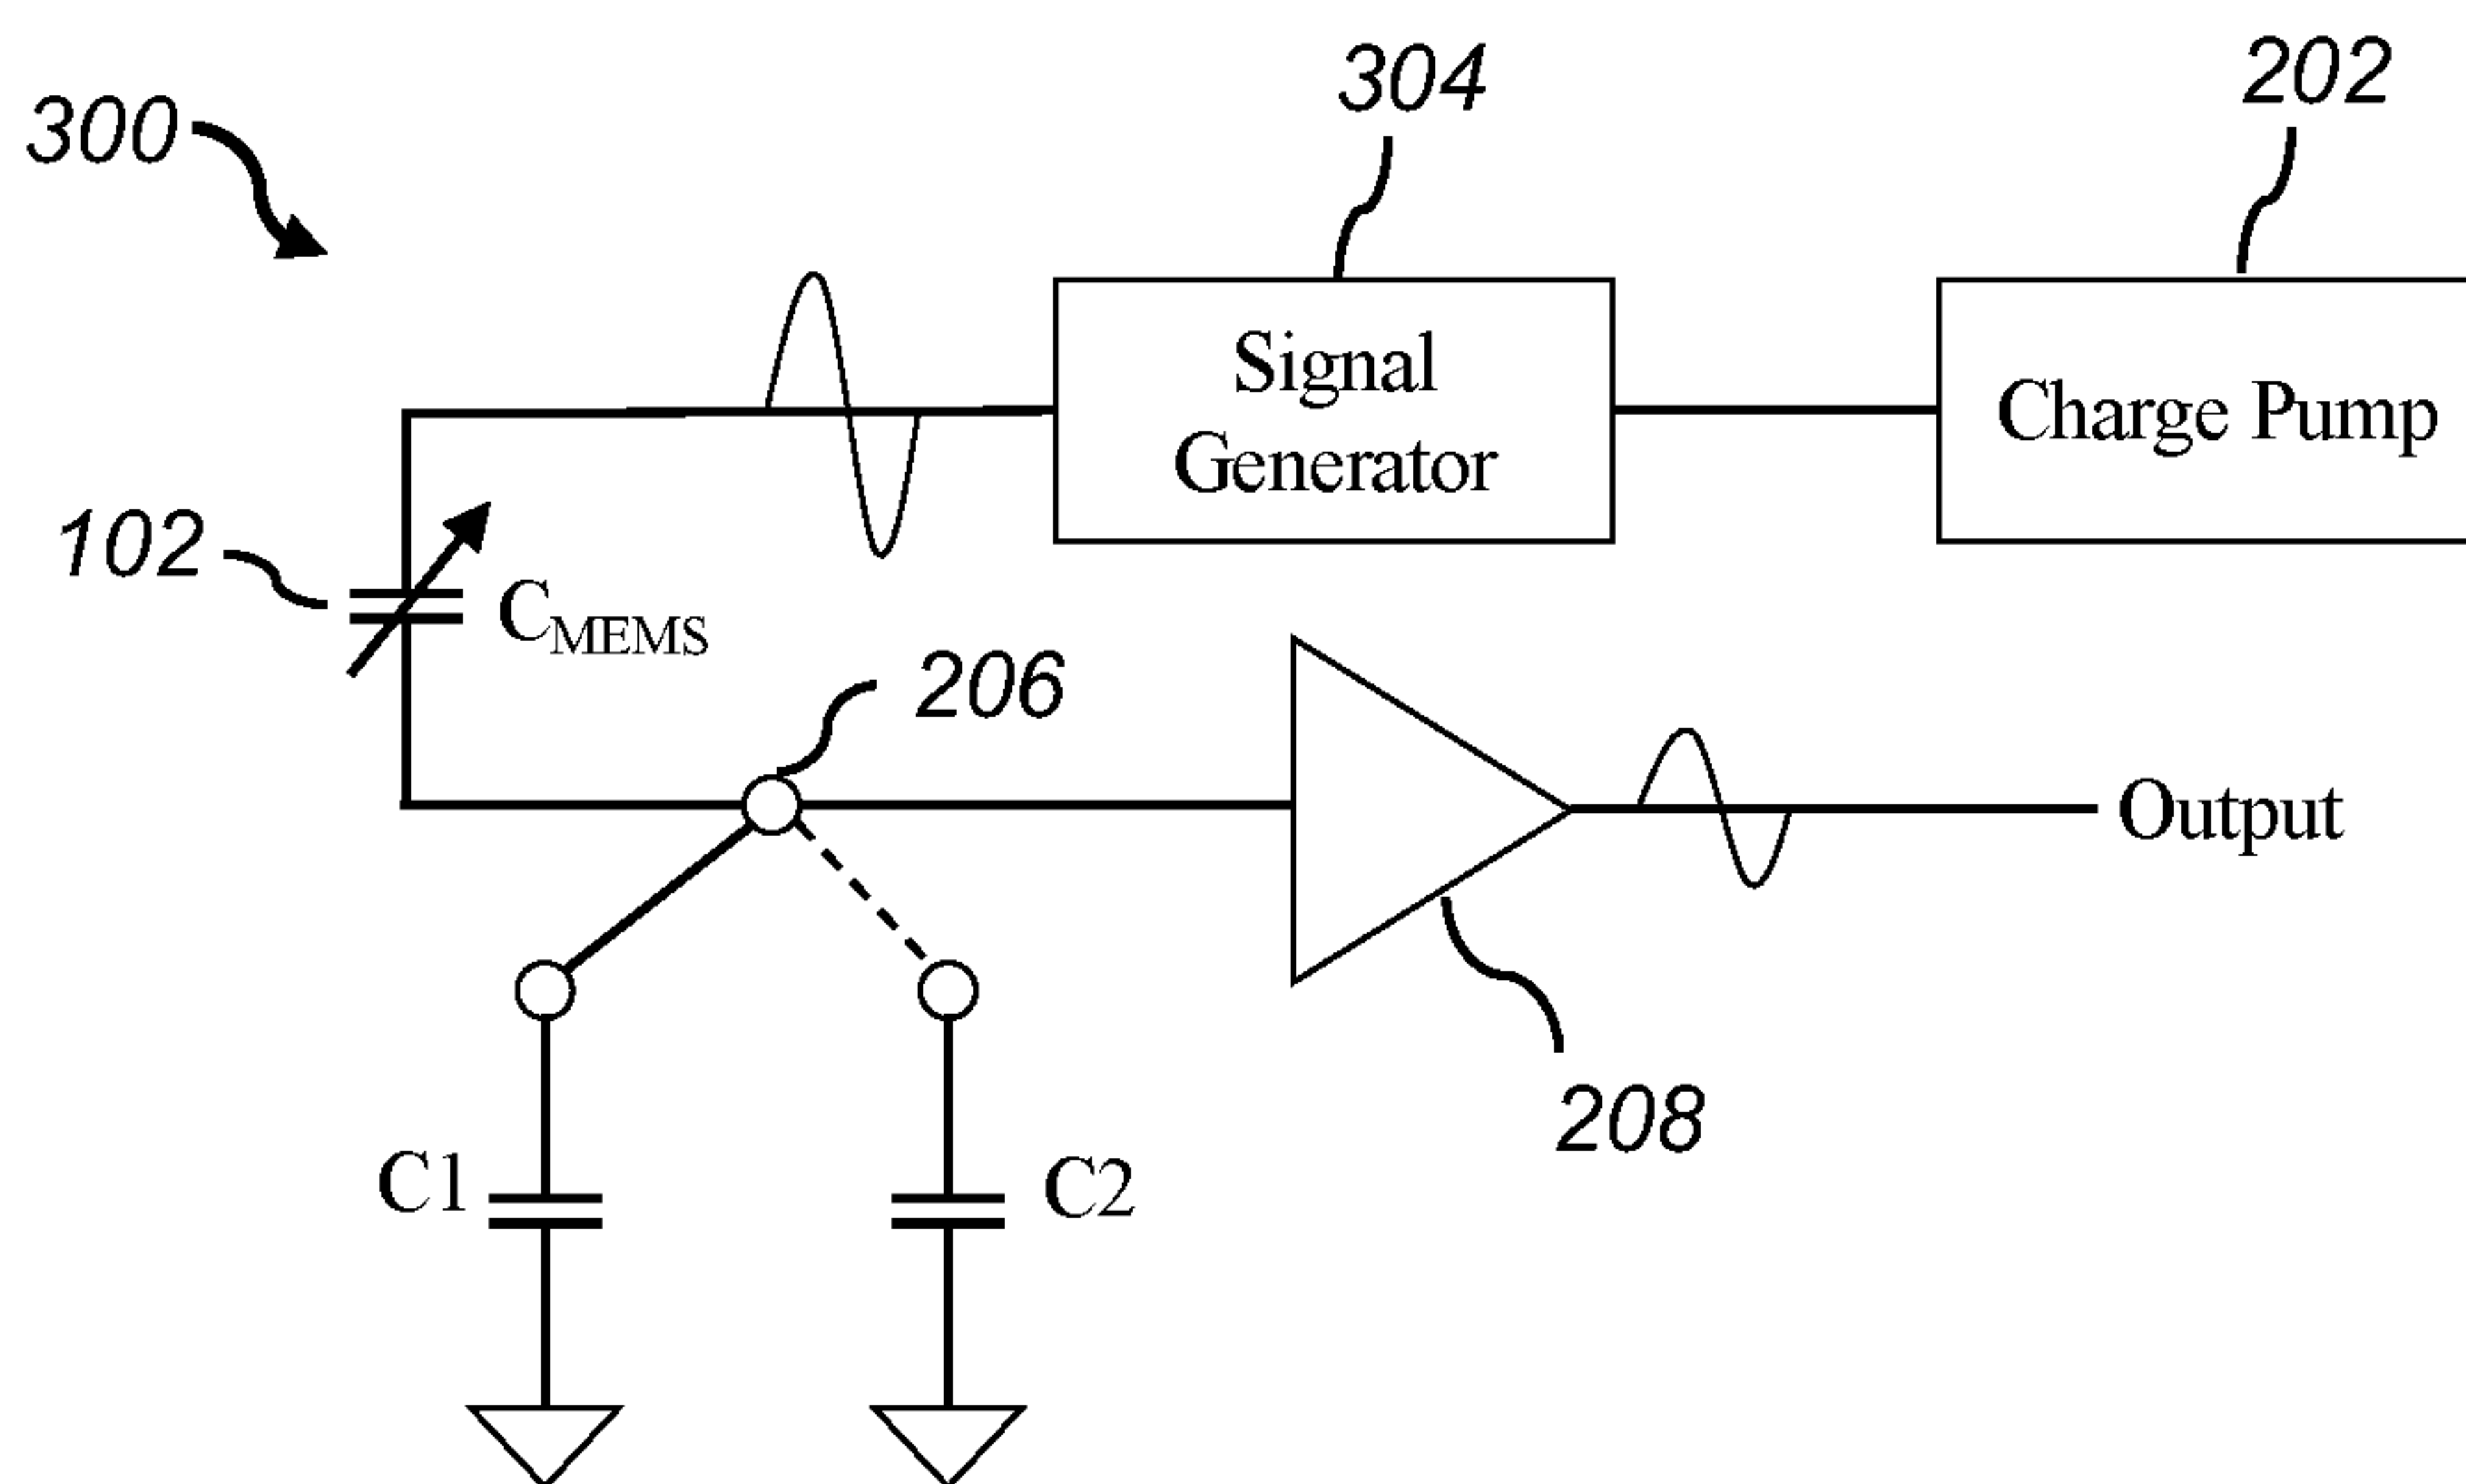 304
202
300
Signal
Generator
Charge Pump
102
CMEMS
206
Output
208
C1
C2